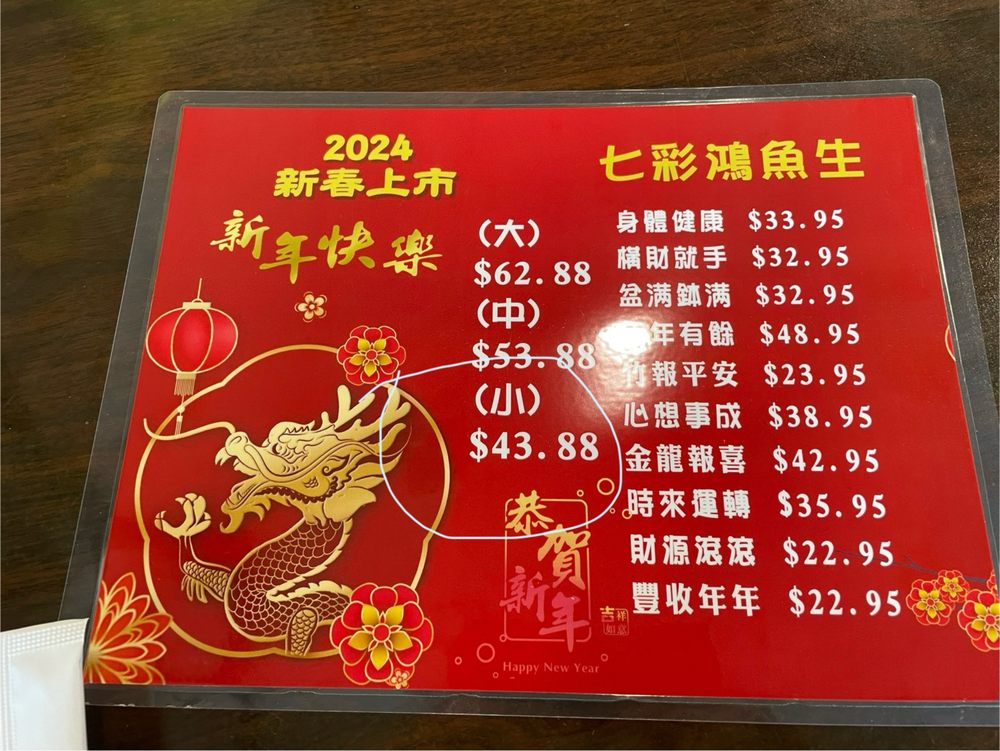 2024
新春上市
新年快樂
七彩鴻魚生
(大)
$62.88
(中)
$53.88
(小)
$43.88
身體健康 $33.95
橫財就手 $32.95
盆滿鉢滿 $32.95
年有餘 $48.95
竹報平安 $23.95
心想事成 $38.95
金龍報喜 $42.95
時來運轉 $35.95
財源滾滾 $22.95
豐收年年 $22.95
恭賀
新年
吉祥
如意
Happy New Year